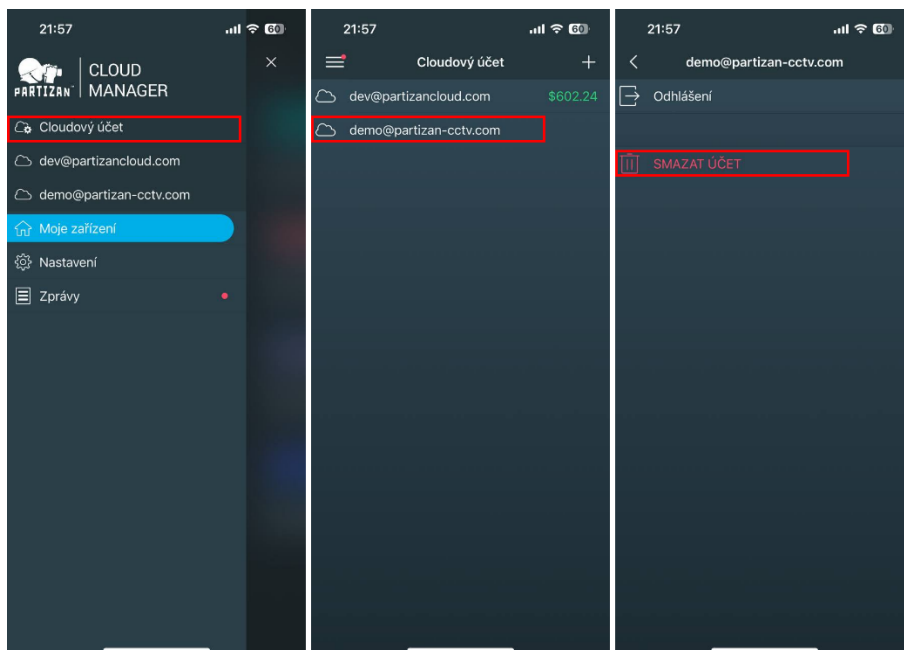 21:57
60
PARTIZAN
CLOUD
MANAGER
Cloudový účet
dev@partizancloud.com
demo@partizan-cctv.com
Moje zařízení
Nastavení
Zprávy
21:57
60
Cloudový účet
dev@partizancloud.com $602.24
demo@partizan-cctv.com
21:57
60
demo@partizan-cctv.com
Odhlášení
SMAZAT ÚČET